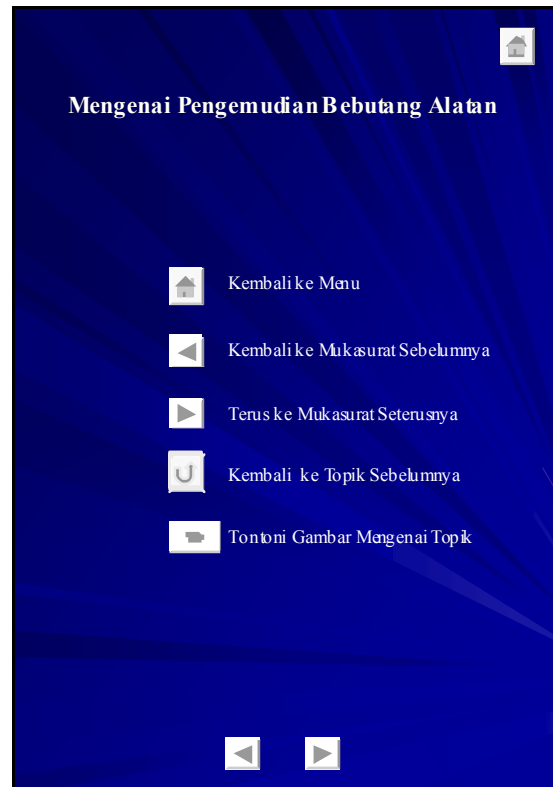 Mengenai Pengemudian Bebutang Alatan
Kembali ke Menu
Kembali ke Mukasurat Sebelumnya
Terus ke Mukasurat Seterusnya
Kembali ke Topik Sebelumnya
Tontoni Gambar Mengenai Topik